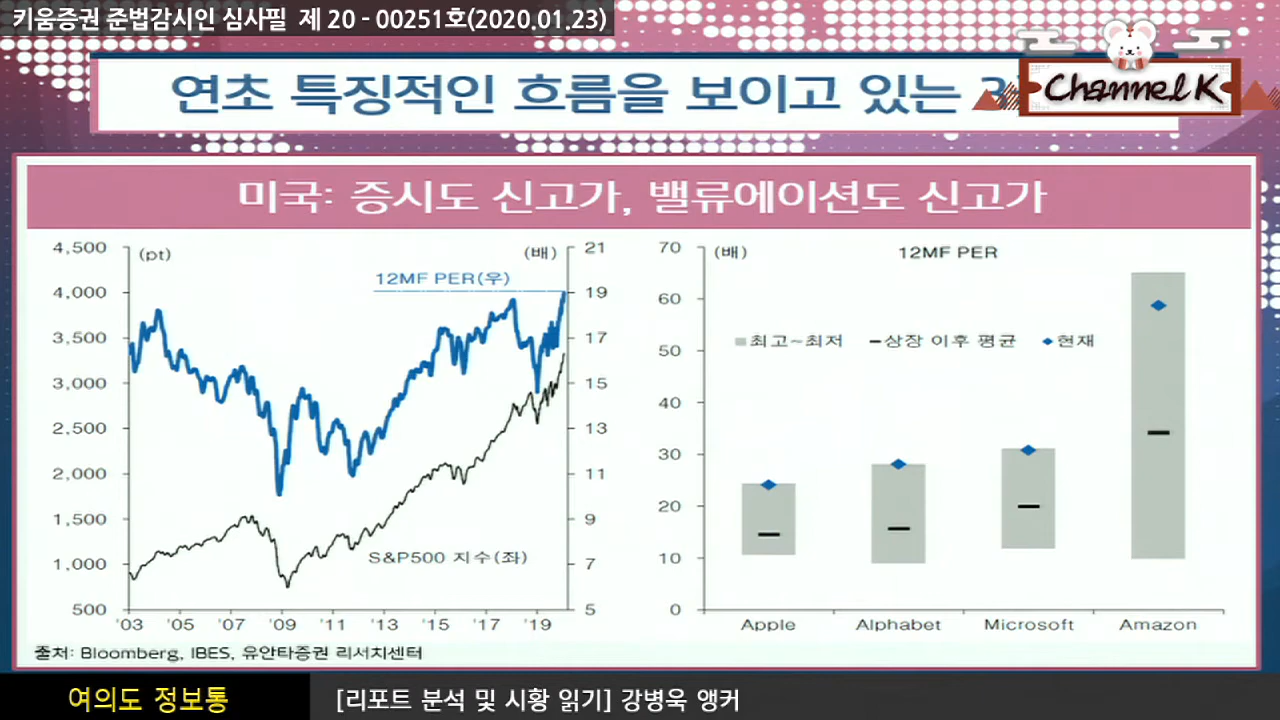 키움증권 준법감시인 심사필 제 20 - 00251호(2020.01.23)
연초 특징적인 흐름을 보이고 있는
Channel K
미국: 증시도 신고가, 밸류에이션도 신고가
4,500 (pt) (배) 21
12MF PER(우)
4,000 19
3,500 17
3,000 15
2,500 13
2,000 11
1,500 9
S&P500 지수(좌)
1,000 7
500 5
'03 '05 '07 '09 '11 '13 '15 '17 '19
70 (배) 12MF PER
60
최고~최저 상장 이후 평균 현재
50
40
30
20
10
0
Apple Alphabet Microsoft Amazon
출처: Bloomberg, IBES, 유안타증권 리서치센터
여의도 정보통
[리포트 분석 및 시황 읽기] 강병욱 앵커